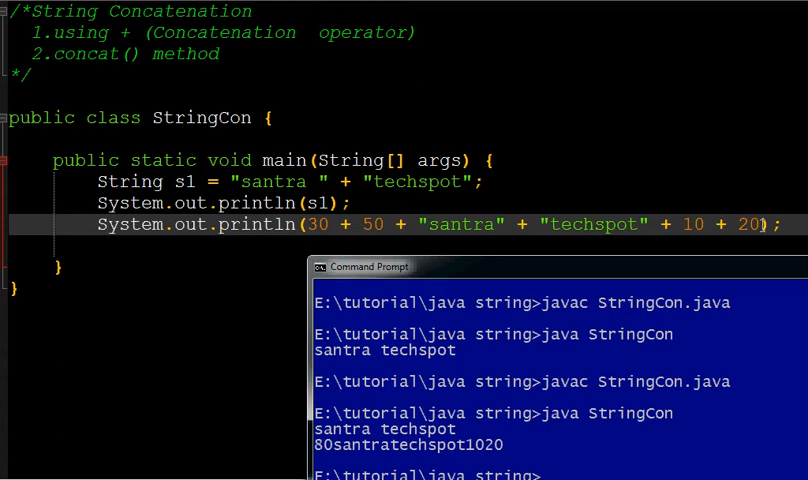 /*String Concatenation
1.using + (Concatenation operator)
2.concat() method
*/
public class StringCon {
public static void main(String[] args) {
String s1 = "santra " + "techspot";
System.out.println(s1);
System.out.println(30 + 50 + "santra" + "techspot" + 10 + 20);
}
}
Command Prompt
E:\tutorial\java string>javac StringCon.java
E:\tutorial\java string>java StringCon
santra techspot
E:\tutorial\java string>javac StringCon.java
E:\tutorial\java string>java StringCon
santra techspot
80santratechspot1020
E:\tutorial\java string>